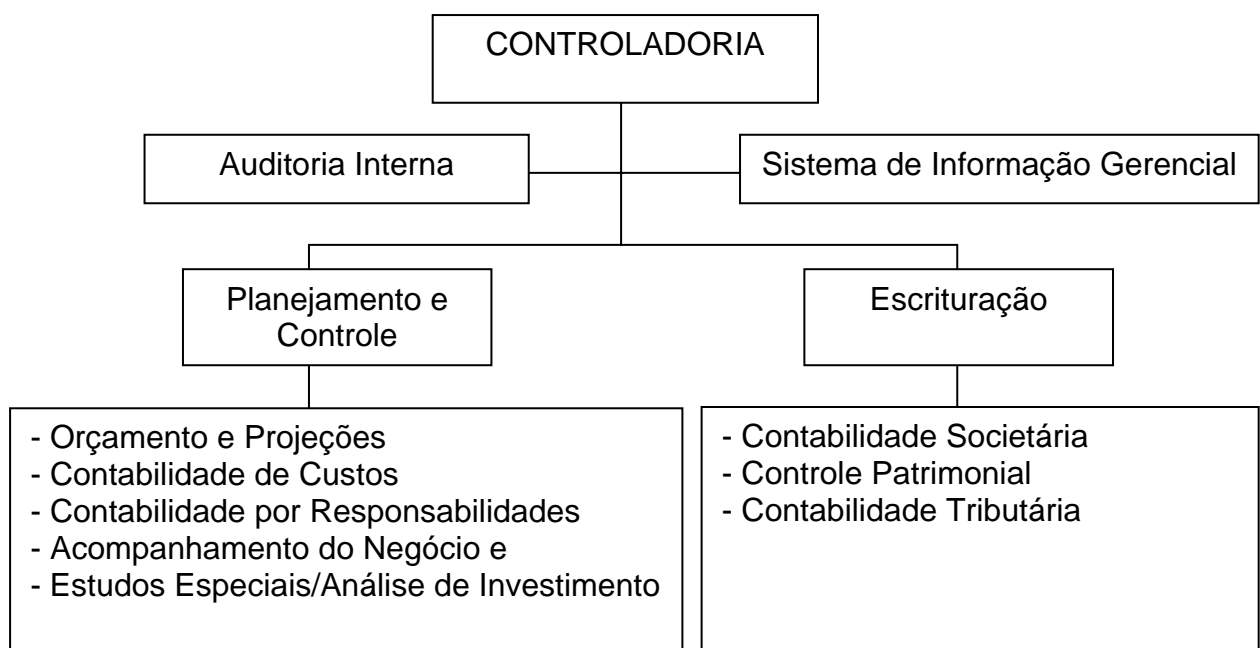 CONTROLADORIA
Auditoria Interna
Sistema de Informação Gerencial
Planejamento e
Controle
Escrituração
- Orçamento e Projeções
- Contabilidade de Custos
- Contabilidade por Responsabilidades
- Acompanhamento do Negócio e
- Estudos Especiais/Análise de Investimento
- Contabilidade Societária
- Controle Patrimonial
- Contabilidade Tributária